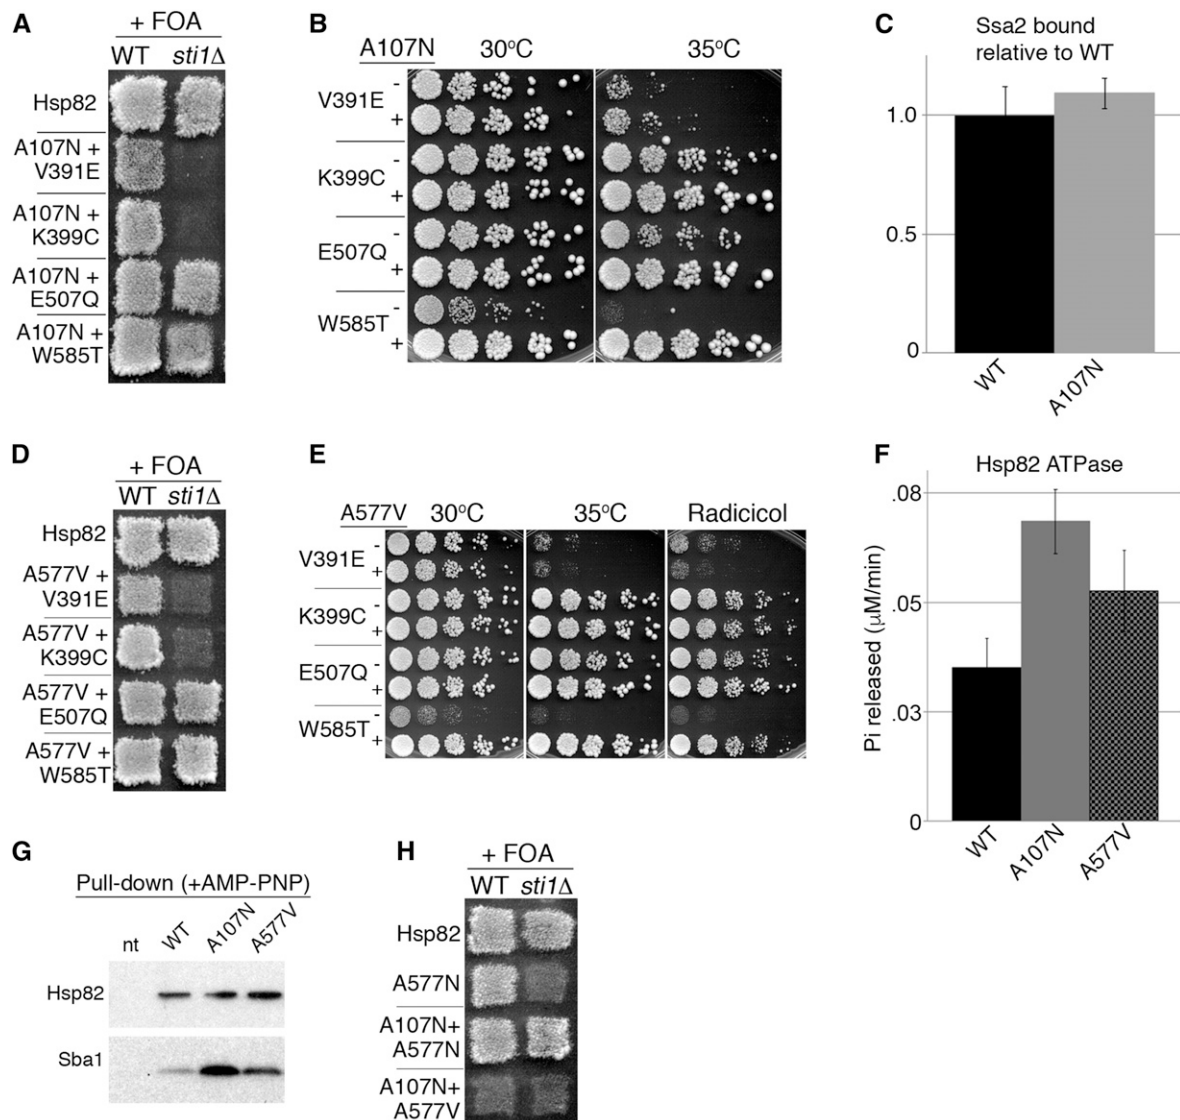 A
+ FOA
WT sti1Δ
Hsp82
A107N +
V391E
A107N +
K399C
A107N +
E507Q
A107N +
W585T
B
A107N 30°C 35°C
-
V391E
+
-
K399C
+
-
E507Q
+
-
W585T
+
C
Ssa2 bound
relative to WT
1.0
0.5
0
WT
A107N
D
+ FOA
WT sti1Δ
Hsp82
A577V +
V391E
A577V +
K399C
A577V +
E507Q
A577V +
W585T
E
A577V 30°C 35°C Radicicol
-
V391E
+
-
K399C
+
-
E507Q
+
-
W585T
+
F
Hsp82 ATPase
Pi released (μM/min)
.08
.05
.03
0
WT
A107N
A577V
G
Pull-down (+AMP-PNP)
nt WT A107N A577V
Hsp82
Sba1
H
+ FOA
WT sti1Δ
Hsp82
A577N
A107N+
A577N
A107N+
A577V